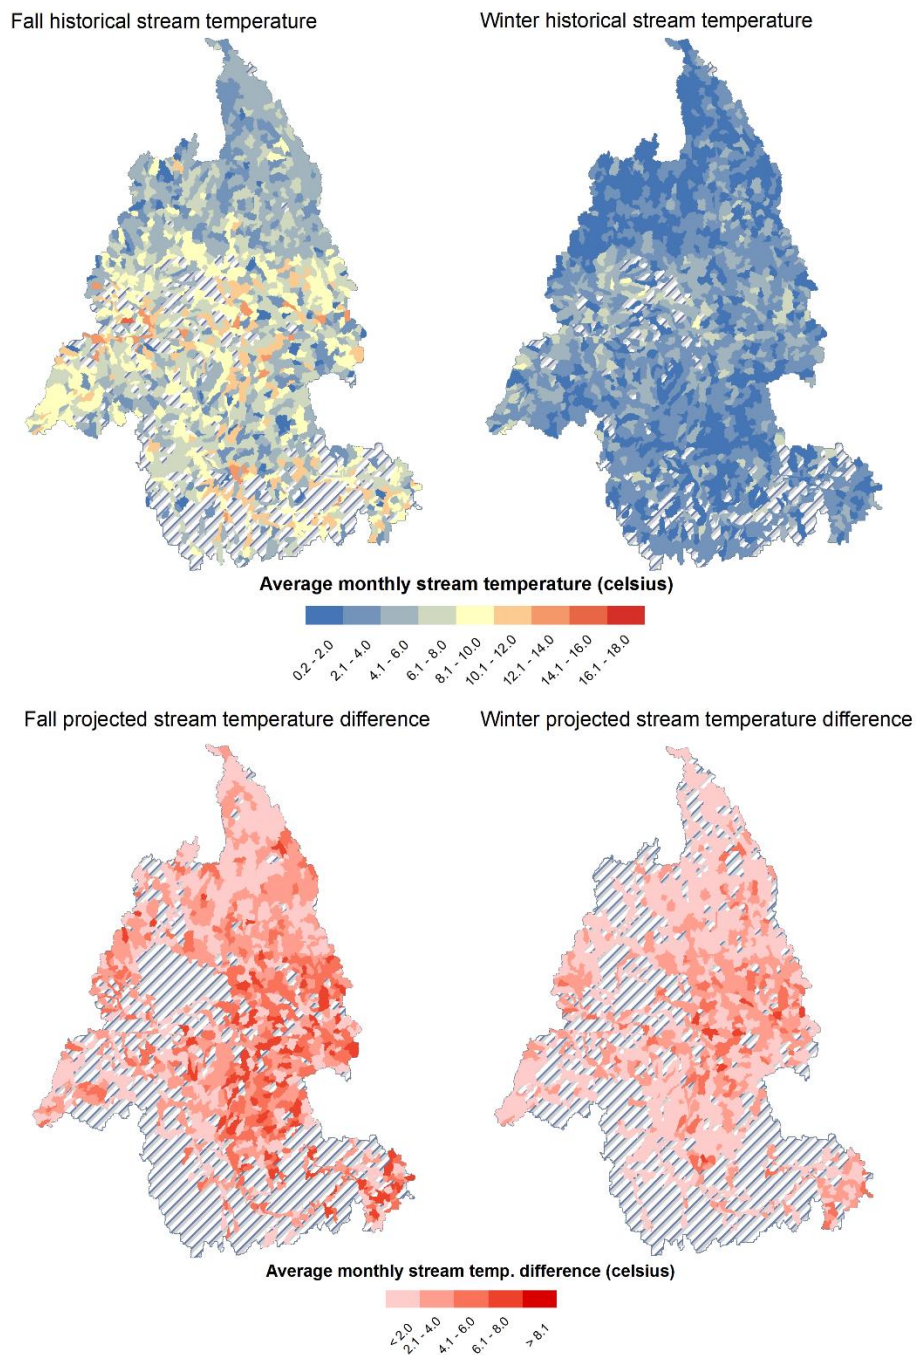 Fall historical stream temperature
Winter historical stream temperature
Average monthly stream temperature (celsius)
0.2 - 2.0
2.1 - 4.0
4.1 - 6.0
6.1 - 8.0
8.1 - 10.0
10.1 - 12.0
12.1 - 14.0
14.1 - 16.0
16.1 - 18.0
Fall projected stream temperature difference
Winter projected stream temperature difference
Average monthly stream temp. difference (celsius)
< 2.0
2.1 - 4.0
4.1 - 6.0
6.1 - 8.0
> 8.1